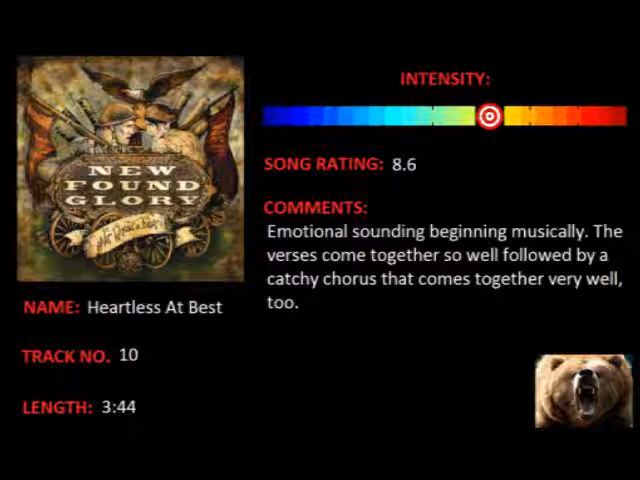 INTENSITY:
NEW
FOUND
GLORY
SONG RATING: 8.6
COMMENTS:
Emotional sounding beginning musically. The
verses come together so well followed by a
catchy chorus that comes together very well,
too.
NAME: Heartless At Best
TRACK NO. 10
LENGTH: 3:44